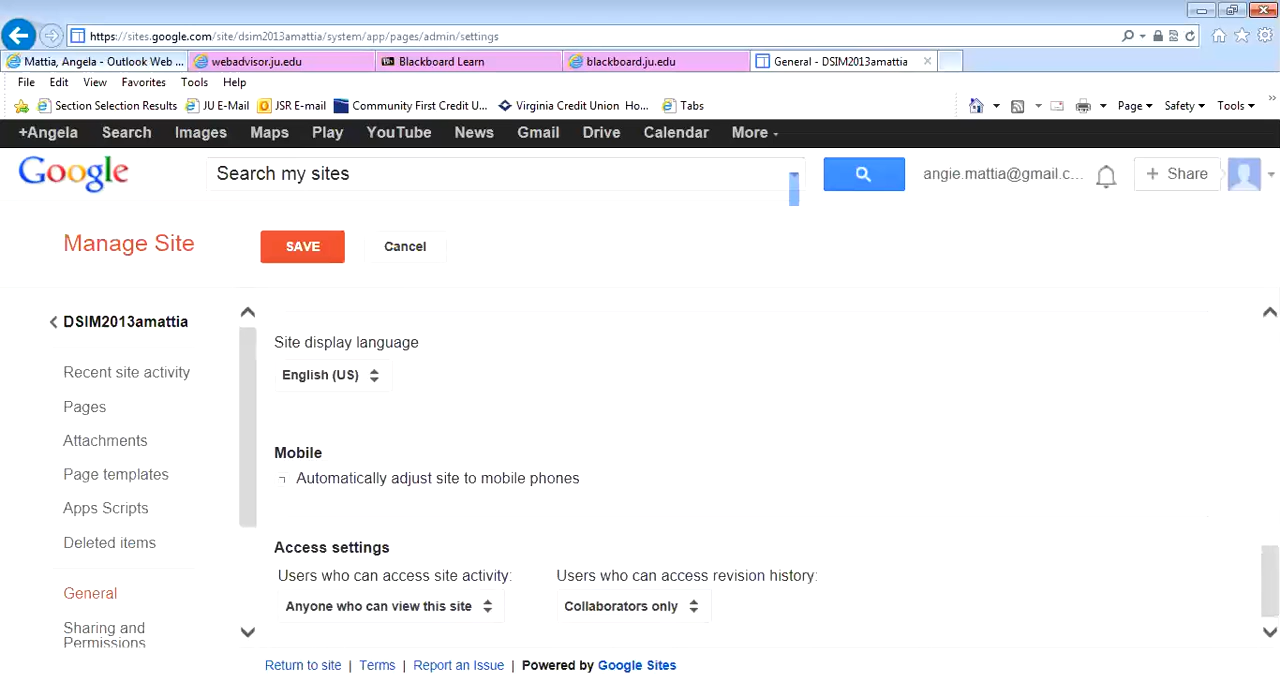 https://sites.google.com/site/dsim2013amattia/system/app/pages/admin/settings
Mattia, Angela - Outlook Web ... webadvisor.ju.edu Blackboard Learn blackboard.ju.edu General - DSIM2013amattia
File Edit View Favorites Tools Help
Section Selection Results JU E-Mail JSR E-mail Community First Credit U... Virginia Credit Union Ho... Tabs Page Safety Tools
+Angela Search Images Maps Play YouTube News Gmail Drive Calendar More
Google Search my sites angie.mattia@gmail.c... + Share
Manage Site SAVE Cancel
DSIM2013amattia
Recent site activity
Pages
Attachments
Page templates
Apps Scripts
Deleted items
General
Sharing and
Permissions
Site display language
English (US)
Mobile
Automatically adjust site to mobile phones
Access settings
Users who can access site activity: Users who can access revision history:
Anyone who can view this site Collaborators only
Return to site | Terms | Report an Issue | Powered by Google Sites